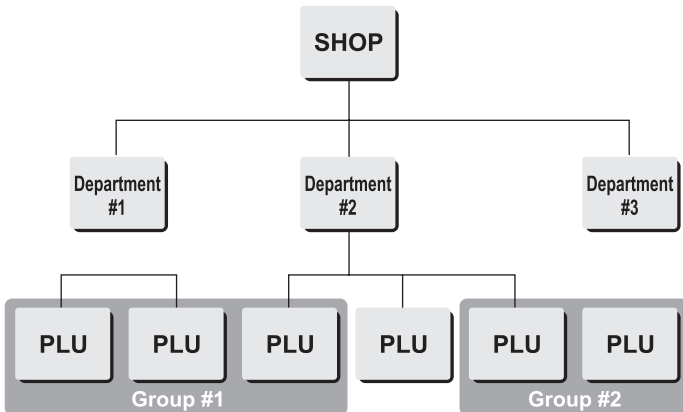 SHOP
Department
#1
Department
#2
Department
#3
PLU
PLU
PLU
PLU
PLU
PLU
Group #1
Group #2